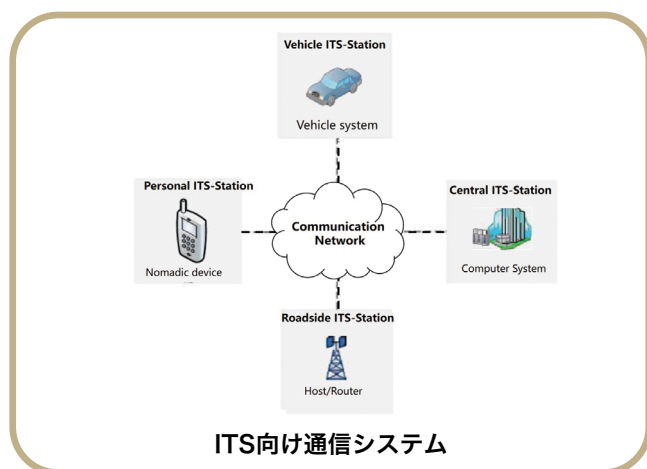 Vehicle ITS-Station
Vehicle system
Personal ITS-Station
Nomadic device
Communication
Network
Central ITS-Station
Computer System
Roadside ITS-Station
Host/Router
ITS向け通信システム